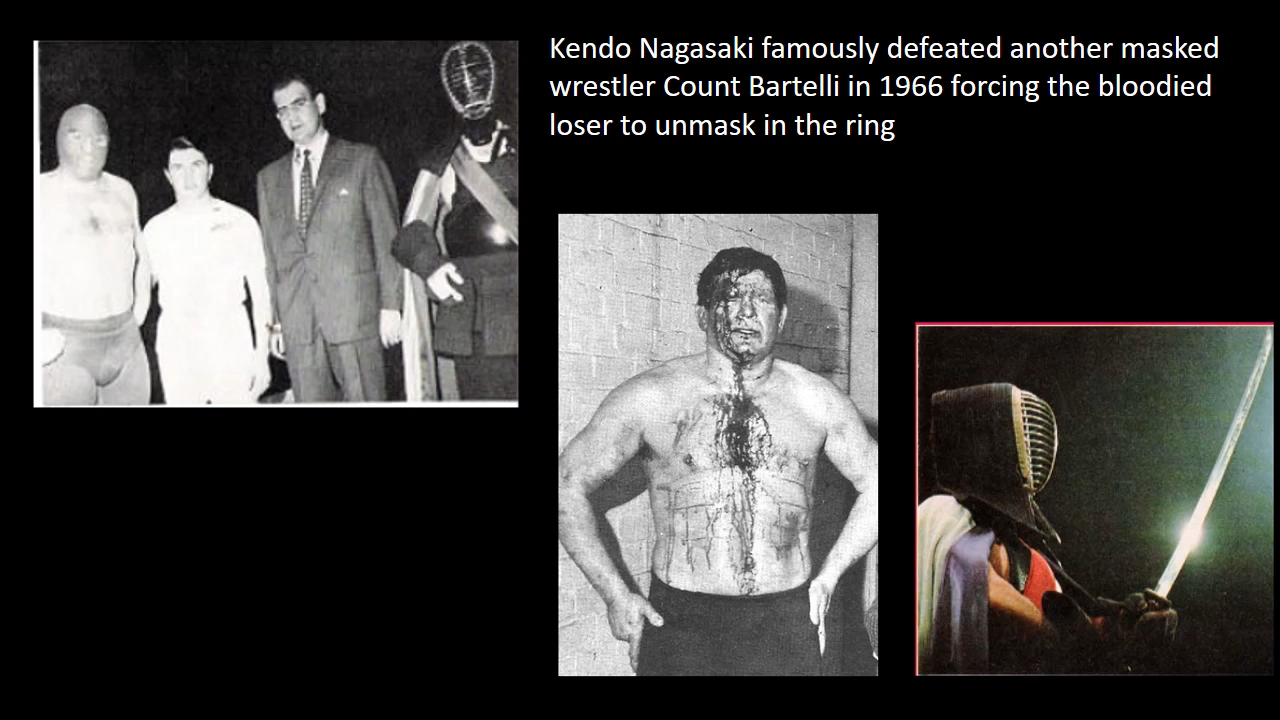 Kendo Nagasaki famously defeated another masked
wrestler Count Bartelli in 1966 forcing the bloodied
loser to unmask in the ring